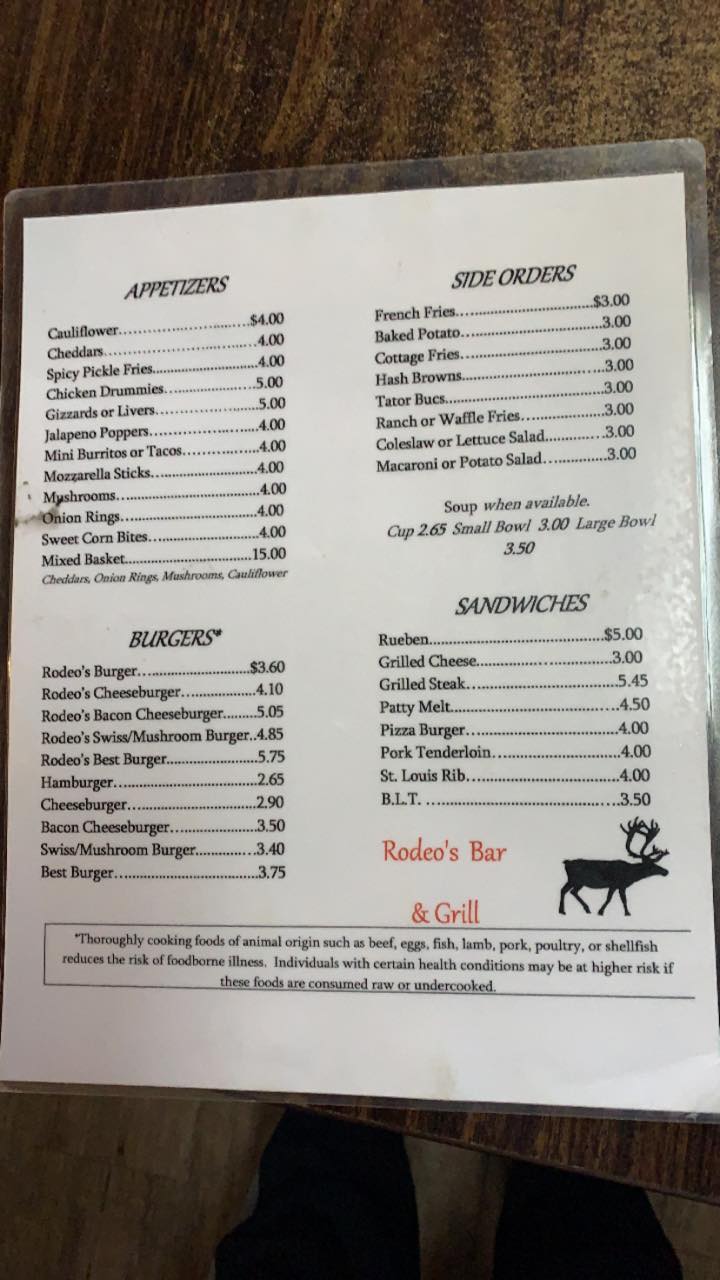 APPETIZERS
Cauliflower....................................$4.00
Cheddars.......................................4.00
Spicy Pickle Fries.............................4.00
Chicken Drummies...........................5.00
Gizzards or Livers............................5.00
Jalapeno Poppers.............................4.00
Mini Burritos or Tacos.....................4.00
Mozzarella Sticks..............................4.00
Mushrooms.....................................4.00
Onion Rings.....................................4.00
Sweet Corn Bites..............................4.00
Mixed Basket...................................15.00
Cheddars, Onion Rings, Mushrooms, Cauliflower
BURGERS*
Rodeo's Burger...............................$3.60
Rodeo's Cheeseburger....................4.10
Rodeo's Bacon Cheeseburger.........5.05
Rodeo's Swiss/Mushroom Burger..4.85
Rodeo's Best Burger........................5.75
Hamburger......................................2.65
Cheeseburger..................................2.90
Bacon Cheeseburger.......................3.50
Swiss/Mushroom Burger................3.40
Best Burger......................................3.75
SIDE ORDERS
French Fries.....................................$3.00
Baked Potato.....................................3.00
Cottage Fries.....................................3.00
Hash Browns......................................3.00
Tator Bucs..........................................3.00
Ranch or Waffle Fries.......................3.00
Coleslaw or Lettuce Salad..............3.00
Macaroni or Potato Salad................3.00
Soup when available.
Cup 2.65 Small Bowl 3.00 Large Bowl
3.50
SANDWICHES
Rueben..............................................$5.00
Grilled Cheese...................................3.00
Grilled Steak......................................5.45
Patty Melt..........................................4.50
Pizza Burger......................................4.00
Pork Tenderloin................................4.00
St. Louis Rib.......................................4.00
B.L.T. .................................................3.50
Rodeo's Bar
& Grill
*Thoroughly cooking foods of animal origin such as beef, eggs, fish, lamb, pork, poultry, or shellfish
reduces the risk of foodborne illness. Individuals with certain health conditions may be at higher risk if
these foods are consumed raw or undercooked.